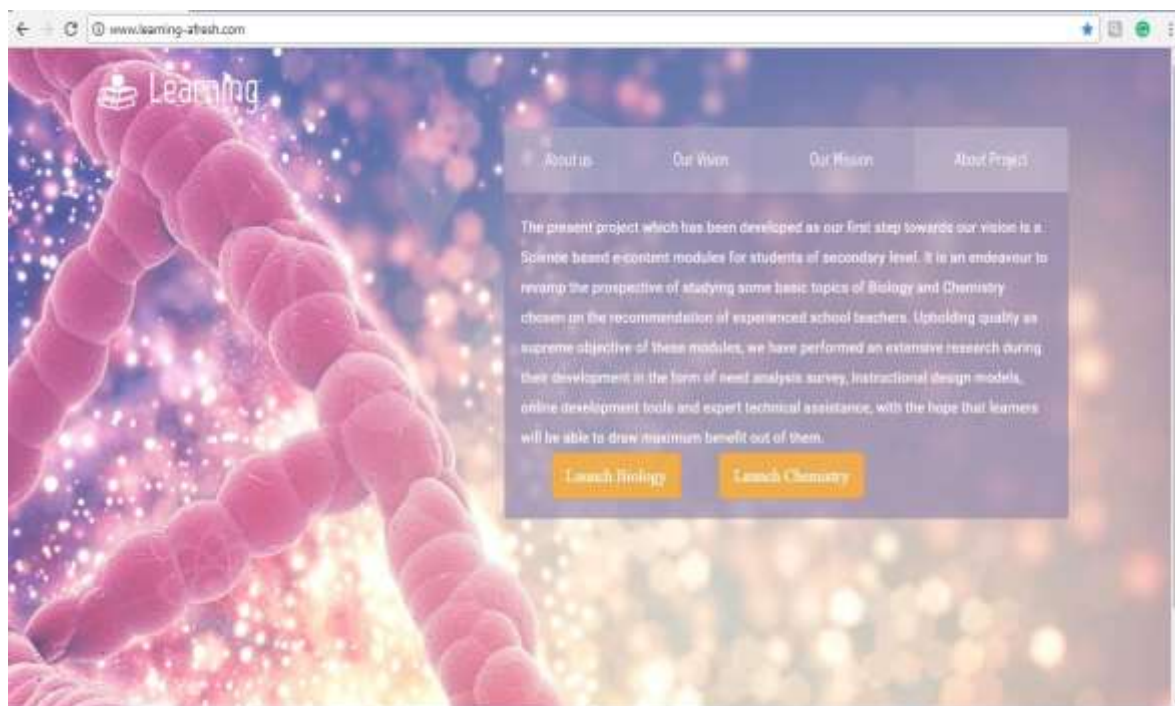 www.learning-afresh.com
Learning
About us Our Vision Our Mission About Project
The present project which has been developed as our first step towards our vision is a
Science based e-content modules for students of secondary level. It is an endeavour to
revamp the prospective of studying some basic topics of Biology and Chemistry
chosen on the recommendation of experienced school teachers. Upholding quality as
supreme objective of these modules, we have performed an extensive research during
their development in the form of need analysis survey, instructional design models,
online development tools and expert technical assistance, with the hope that learners
will be able to draw maximum benefit out of them.
Launch Biology Launch Chemistry